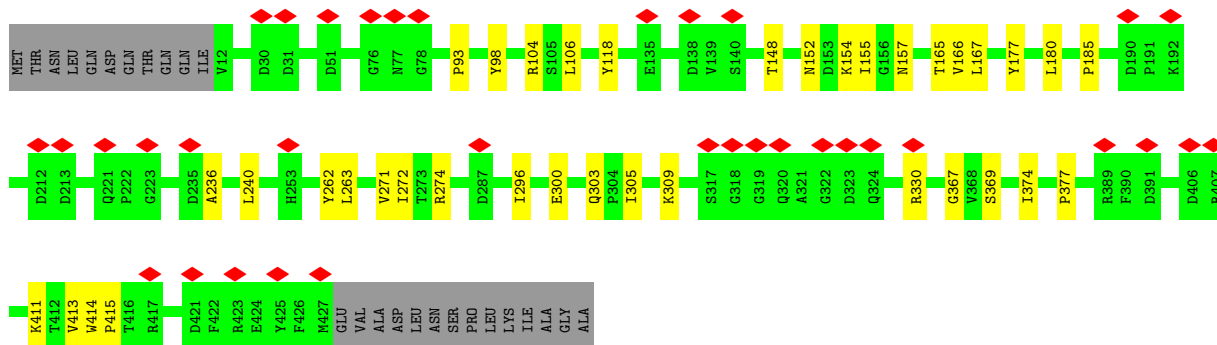 MET THR ASN LEU GLN ASP GLN THR GLN GLN ILE V12 D30 D31 D51 G76 N77 G78 P93 Y98 R104 S105 L106 Y118 E135 D138 V139 S140 T148 N152 D153 K154 I155 G156 N157 T165 V166 L167 Y177 L180 P185 D190 P191 K192
D212 D213 Q221 P222 G223 D235 A236 L240 H253 Y262 L263 V271 I272 T273 R274 D287 I296 E300 Q303 P304 I305 K309 S317 G318 G319 Q320 A321 G322 D323 Q324 R330 G367 V368 S369 I374 P377 R389 F390 D391 D406 R407
K411 T412 V413 W414 P415 T416 R417 D421 F422 R423 E424 Y425 F426 M427 GLU VAL ALA ASP LEU ASN SER PRO LEU LYS ILE ALA GLY ALA